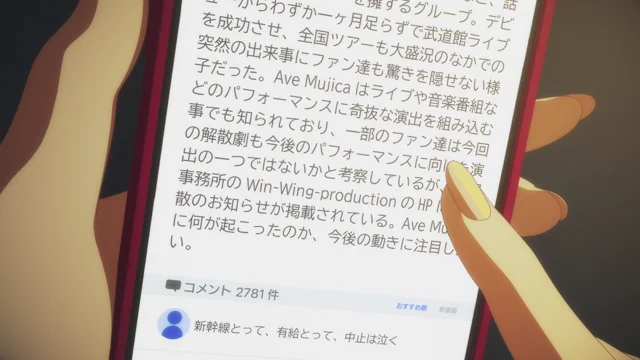 を擁するグループ。デビ
ューからわずか一ヶ月足らずで武道館ライブ
を成功させ、全国ツアーも大盛況のなかでの
突然の出来事にファン達も驚きを隠せない様
子だった。Ave Mujica はライブや音楽番組な
どのパフォーマンスに奇抜な演出を組み込む
事でも知られており、一部のファン達は今回
の解散劇も今後のパフォーマンスに向 演
出の一つではないかと考察しているが
事務所の Win-Wing-production の HP
散のお知らせが掲載されている。Ave Mu
に何が起こったのか、今後の動きに注目し
い。
コメント 2781 件
おすすめ順 新着順
新幹線とって、有給とって、中止は泣く